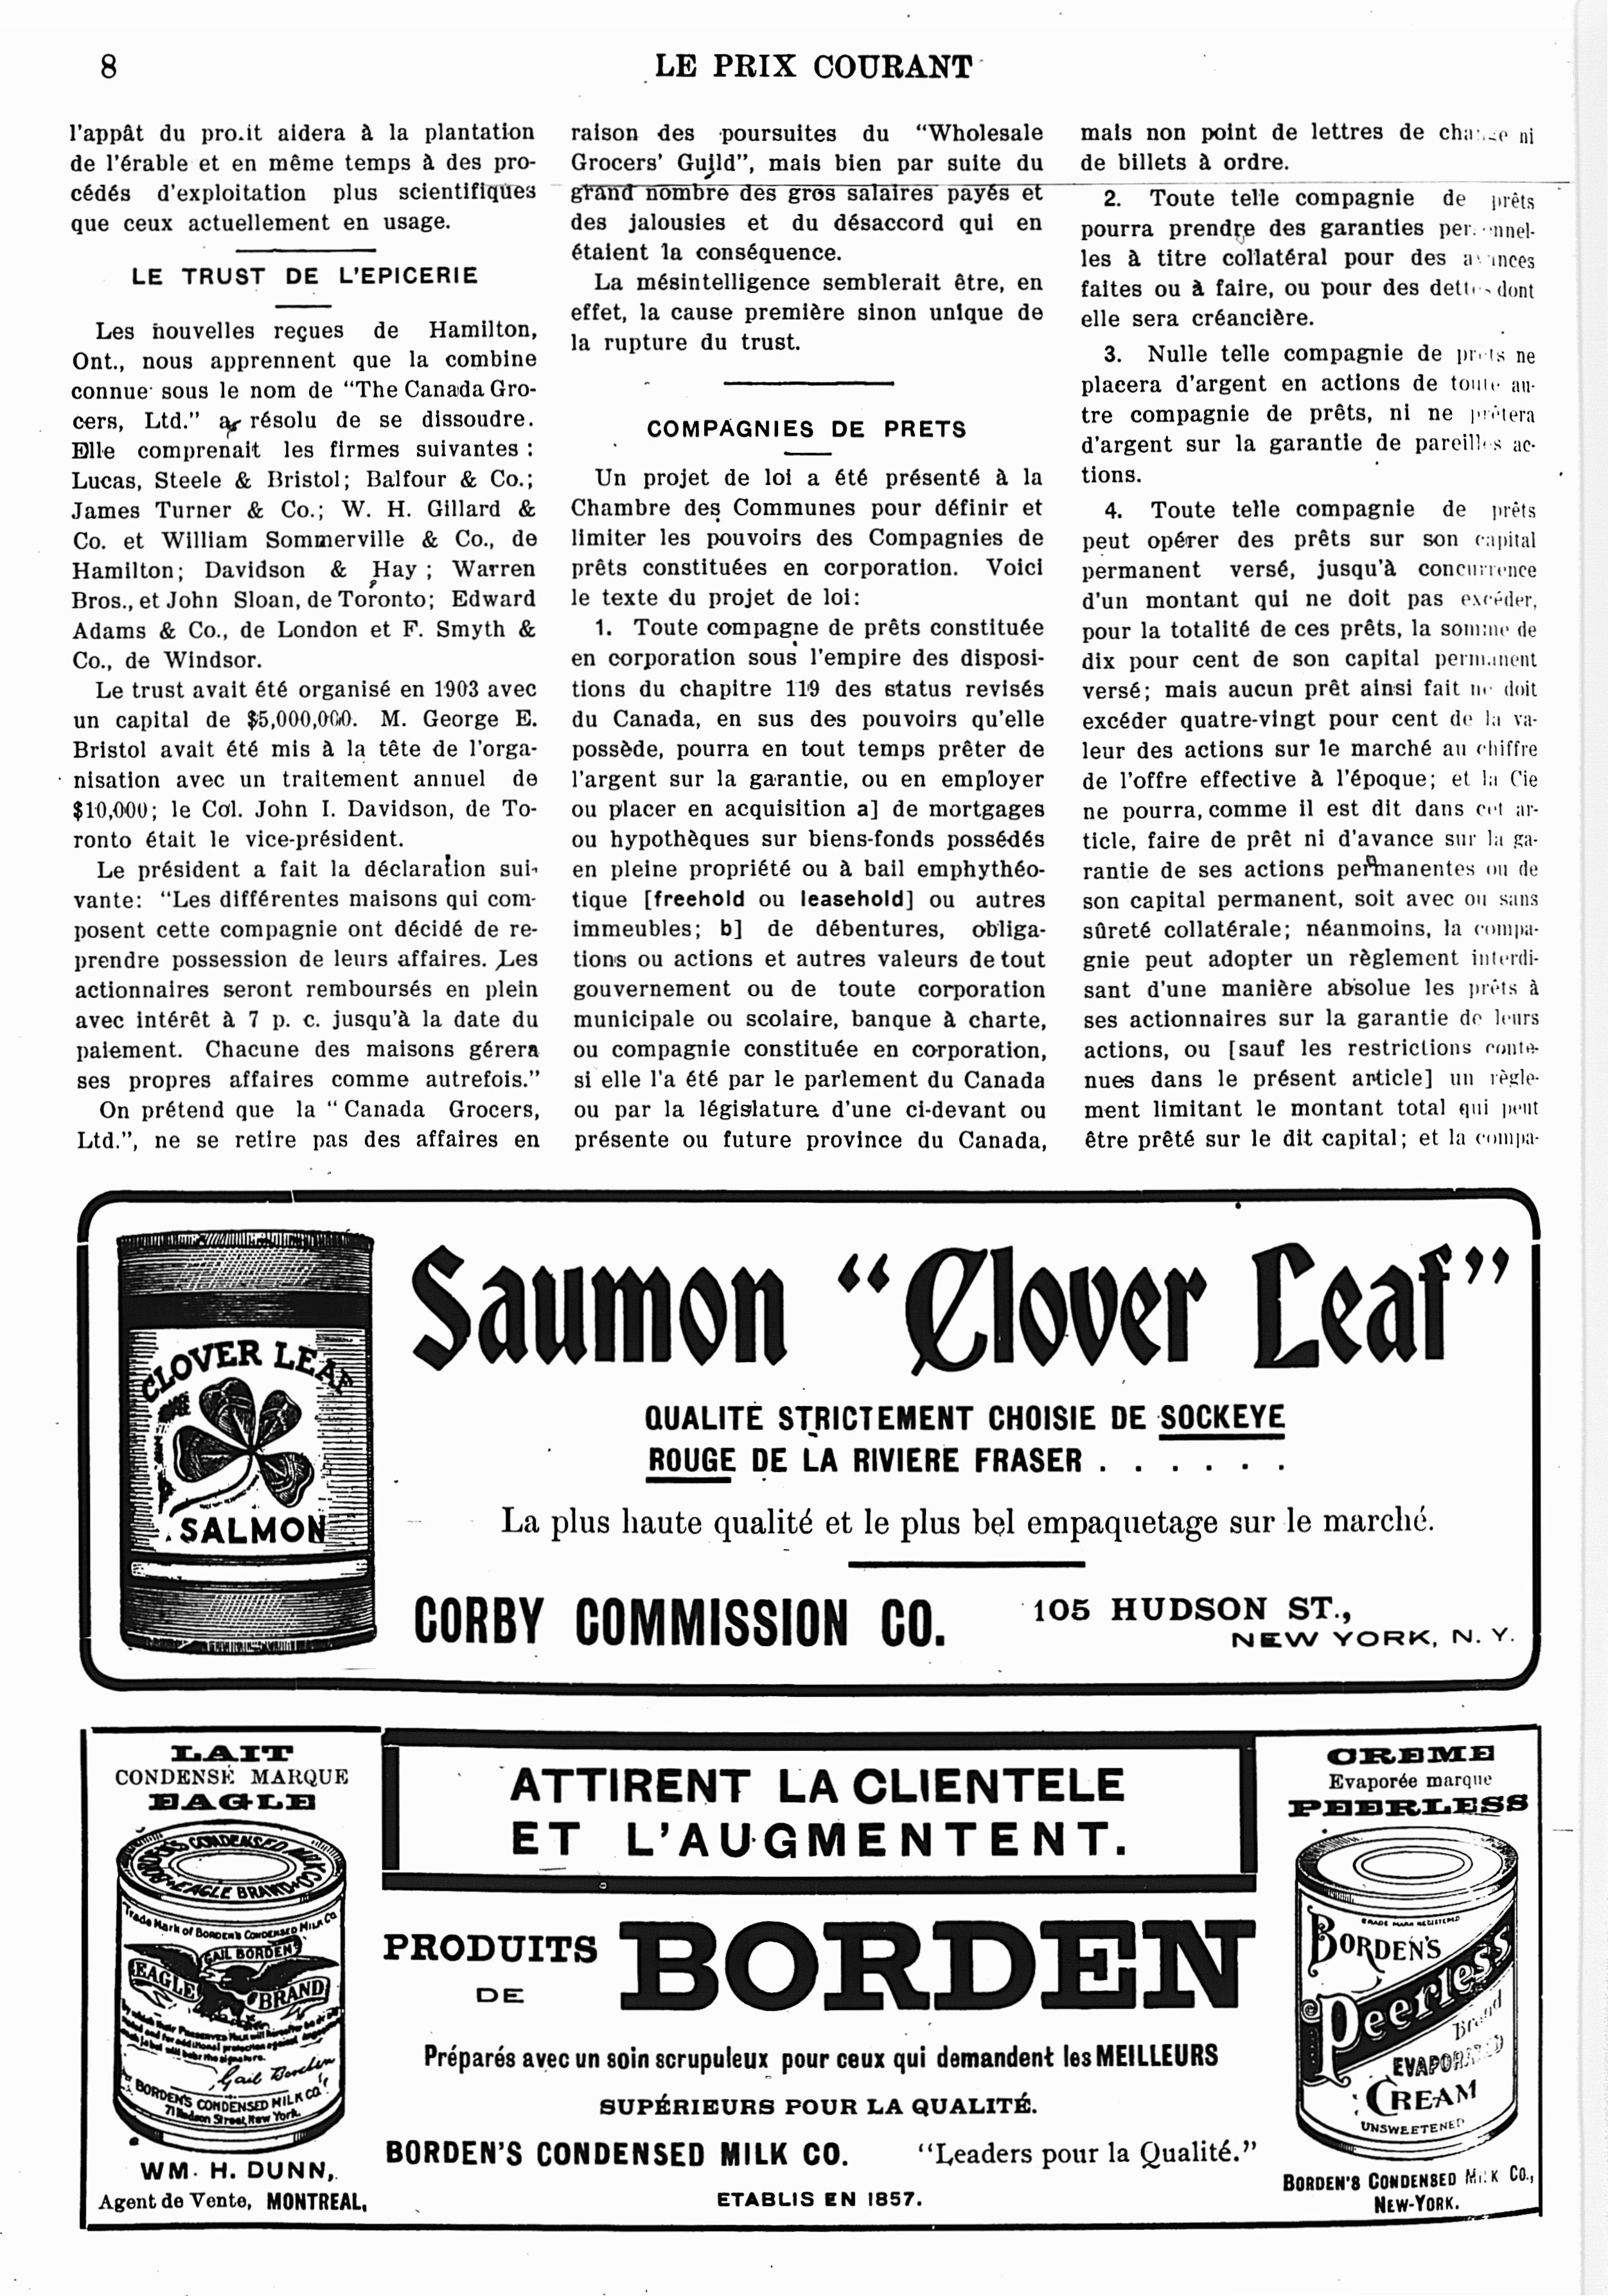 8
LE PRIX COURANT
l'appât du pro.it aidera à la plantation
de l'érable et en même temps à des pro-
cédés d'exploitation plus scientifiques
que ceux actuellement en usage.
LE TRUST DE L'EPICERIE
Les nouvelles reçues de Hamilton,
Ont., nous apprennent que la combine
connue sous le nom de "The Canada Gro-
cers, Ltd." a résolu de se dissoudre.
Elle comprenait les firmes suivantes :
Lucas, Steele & Bristol; Balfour & Co.;
James Turner & Co.; W. H. Gillard &
Co. et William Sommerville & Co., de
Hamilton; Davidson & Hay ; Warren
Bros., et John Sloan, de Toronto; Edward
Adams & Co., de London et F. Smyth &
Co., de Windsor.
Le trust avait été organisé en 1903 avec
un capital de $5,000,000. M. George E.
Bristol avait été mis à la tête de l'orga-
nisation avec un traitement annuel de
$10,000; le Col. John I. Davidson, de To-
ronto était le vice-président.
Le président a fait la déclaration sui-
vante: "Les différentes maisons qui com-
posent cette compagnie ont décidé de re-
prendre possession de leurs affaires. Les
actionnaires seront remboursés en plein
avec intérêt à 7 p. c. jusqu'à la date du
paiement. Chacune des maisons gérera
ses propres affaires comme autrefois."
On prétend que la "Canada Grocers,
Ltd.", ne se retire pas des affaires en
raison des poursuites du "Wholesale
Grocers' Guild", mais bien par suite du
grand nombre des gros salaires payés et
des jalousies et du désaccord qui en
étaient la conséquence.
La mésintelligence semblerait être, en
effet, la cause première sinon unique de
la rupture du trust.
COMPAGNIES DE PRETS
Un projet de loi a été présenté à la
Chambre des Communes pour définir et
limiter les pouvoirs des Compagnies de
prêts constituées en corporation. Voici
le texte du projet de loi:
1. Toute compagne de prêts constituée
en corporation sous l'empire des disposi-
tions du chapitre 119 des status revisés
du Canada, en sus des pouvoirs qu'elle
possède, pourra en tout temps prêter de
l'argent sur la garantie, ou en employer
ou placer en acquisition a] de mortgages
ou hypothèques sur biens-fonds possédés
en pleine propriété ou à bail emphythéo-
tique [freehold ou leasehold] ou autres
immeubles; b] de débentures, obliga-
tions ou actions et autres valeurs de tout
gouvernement ou de toute corporation
municipale ou scolaire, banque à charte,
ou compagnie constituée en corporation,
si elle l'a été par le parlement du Canada
ou par la législature d'une ci-devant ou
présente ou future province du Canada,
mais non point de lettres de change ni
de billets à ordre.
2. Toute telle compagnie de prêts
pourra prendre des garanties personnel-
les à titre collatéral pour des avances
faites ou à faire, ou pour des dettes dont
elle sera créancière.
3. Nulle telle compagnie de prêts ne
placera d'argent en actions de toute au-
tre compagnie de prêts, ni ne prêtera
d'argent sur la garantie de pareilles ac-
tions.
4. Toute telle compagnie de prêts
peut opérer des prêts sur son capital
permanent versé, jusqu'à concurrence
d'un montant qui ne doit pas excéder,
pour la totalité de ces prêts, la somme de
dix pour cent de son capital permanent
versé; mais aucun prêt ainsi fait ne doit
excéder quatre-vingt pour cent de la va-
leur des actions sur le marché au chiffre
de l'offre effective à l'époque; et la Cie
ne pourra, comme il est dit dans cet ar-
ticle, faire de prêt ni d'avance sur la ga-
rantie de ses actions permanentes ou de
son capital permanent, soit avec ou sans
sûreté collatérale; néanmoins, la compa-
gnie peut adopter un règlement interdi-
sant d'une manière absolue les prêts à
ses actionnaires sur la garantie de leurs
actions, ou [sauf les restrictions conte-
nues dans le présent article] un règle-
ment limitant le montant total qui peut
être prêté sur le dit capital; et la compa-
CLOVER LEAF
SALMON
Saumon "Clover Leaf"
QUALITE STRICTEMENT CHOISIE DE SOCKEYE
ROUGE DE LA RIVIERE FRASER . . . . . .
La plus haute qualité et le plus bel empaquetage sur le marché.
CORBY COMMISSION CO.
105 HUDSON ST.,
NEW YORK, N. Y.
LAIT
CONDENSÉ MARQUE
EAGLE
BORDEN'S CONDENSED MILK CO'S
EAGLE BRAND
Trade Mark of BORDEN'S CONDENSED MILK Co
GAIL BORDEN
EAGLE BRAND
Gail Borden
BORDEN'S CONDENSED MILK CO.
71 Hudson Street, New York.
WM. H. DUNN,
Agent de Vente, MONTREAL,
ATTIRENT LA CLIENTELE
ET L'AUGMENTENT.
PRODUITS
DE
BORDEN
Préparés avec un soin scrupuleux pour ceux qui demandent les MEILLEURS
SUPÉRIEURS POUR LA QUALITÉ.
BORDEN'S CONDENSED MILK CO. "Leaders pour la Qualité."
ETABLIS EN 1857.
CREME
Evaporée marque
PEERLESS
TRADE MARK REGISTERED
BORDEN'S
Peerless
Brand
EVAPORATED
CREAM
UNSWEETENED
BORDEN'S CONDENSED MILK CO.,
NEW-YORK.